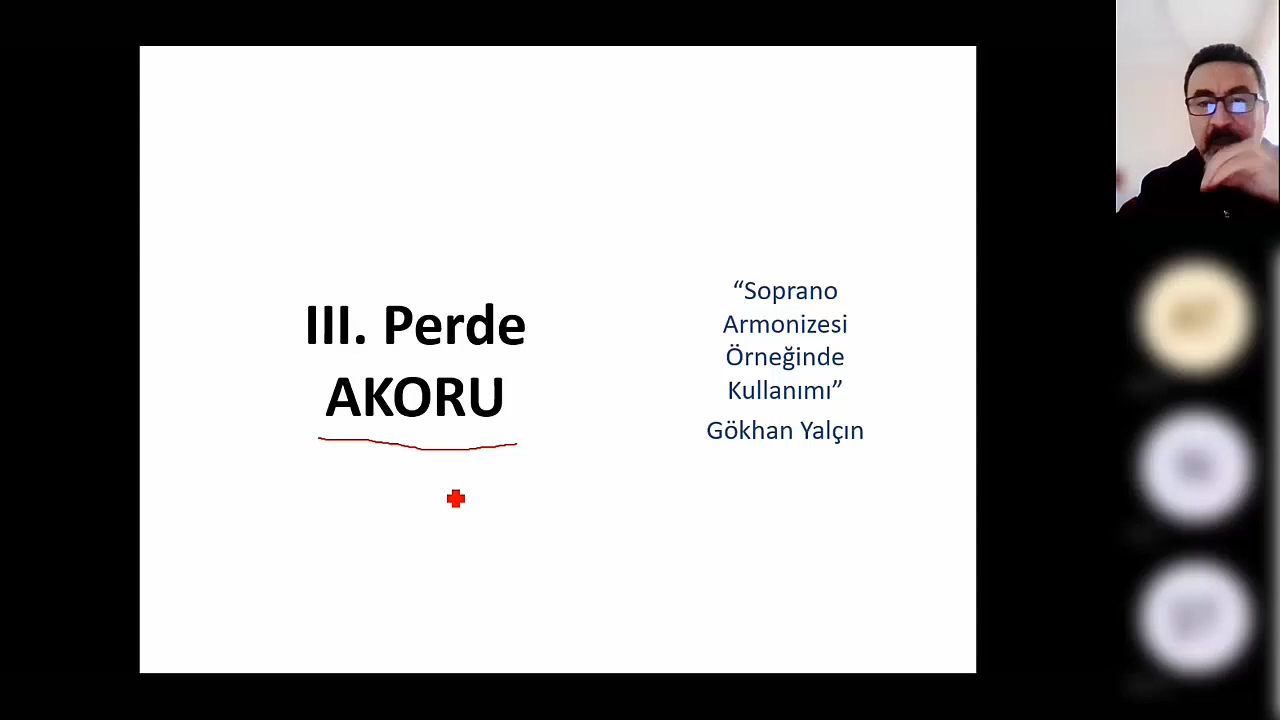 III. Perde
AKORU
“Soprano
Armonizesi
Örneğinde
Kullanımı”
Gökhan Yalçın